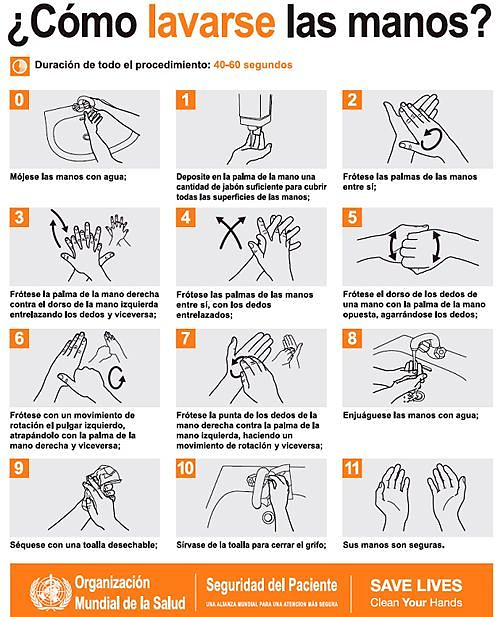 ¿Cómo lavarse las manos?
Duración de todo el procedimiento: 40-60 segundos
0
Mójese las manos con agua;
1
Deposite en la palma de la mano una
cantidad de jabón suficiente para cubrir
todas las superficies de las manos;
2
Frótese las palmas de las manos
entre sí;
3
Frótese la palma de la mano derecha
contra el dorso de la mano izquierda
entrelazando los dedos y viceversa;
4
Frótese las palmas de las manos
entre sí, con los dedos
entrelazados;
5
Frótese el dorso de los dedos de
una mano con la palma de la mano
opuesta, agarrándose los dedos;
6
Frótese con un movimiento de
rotación el pulgar izquierdo,
atrapándolo con la palma de la
mano derecha y viceversa;
7
Frótese la punta de los dedos de la
mano derecha contra la palma de la
mano izquierda, haciendo un
movimiento de rotación y viceversa;
8
Enjuáguese las manos con agua;
9
Séquese con una toalla desechable;
10
Sírvase de la toalla para cerrar el grifo;
11
Sus manos son seguras.
Organización
Mundial de la Salud
Seguridad del Paciente
UNA ALIANZA MUNDIAL PARA UNA ATENCION MÁS SEGURA
SAVE LIVES
Clean Your Hands